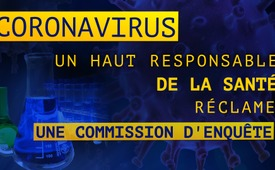 CORONAVIRUS
UN HAUT RESPONSABLE
DE LA SANTÉ
RÉCLAME
UNE COMMISSION D'ENQUÊTE